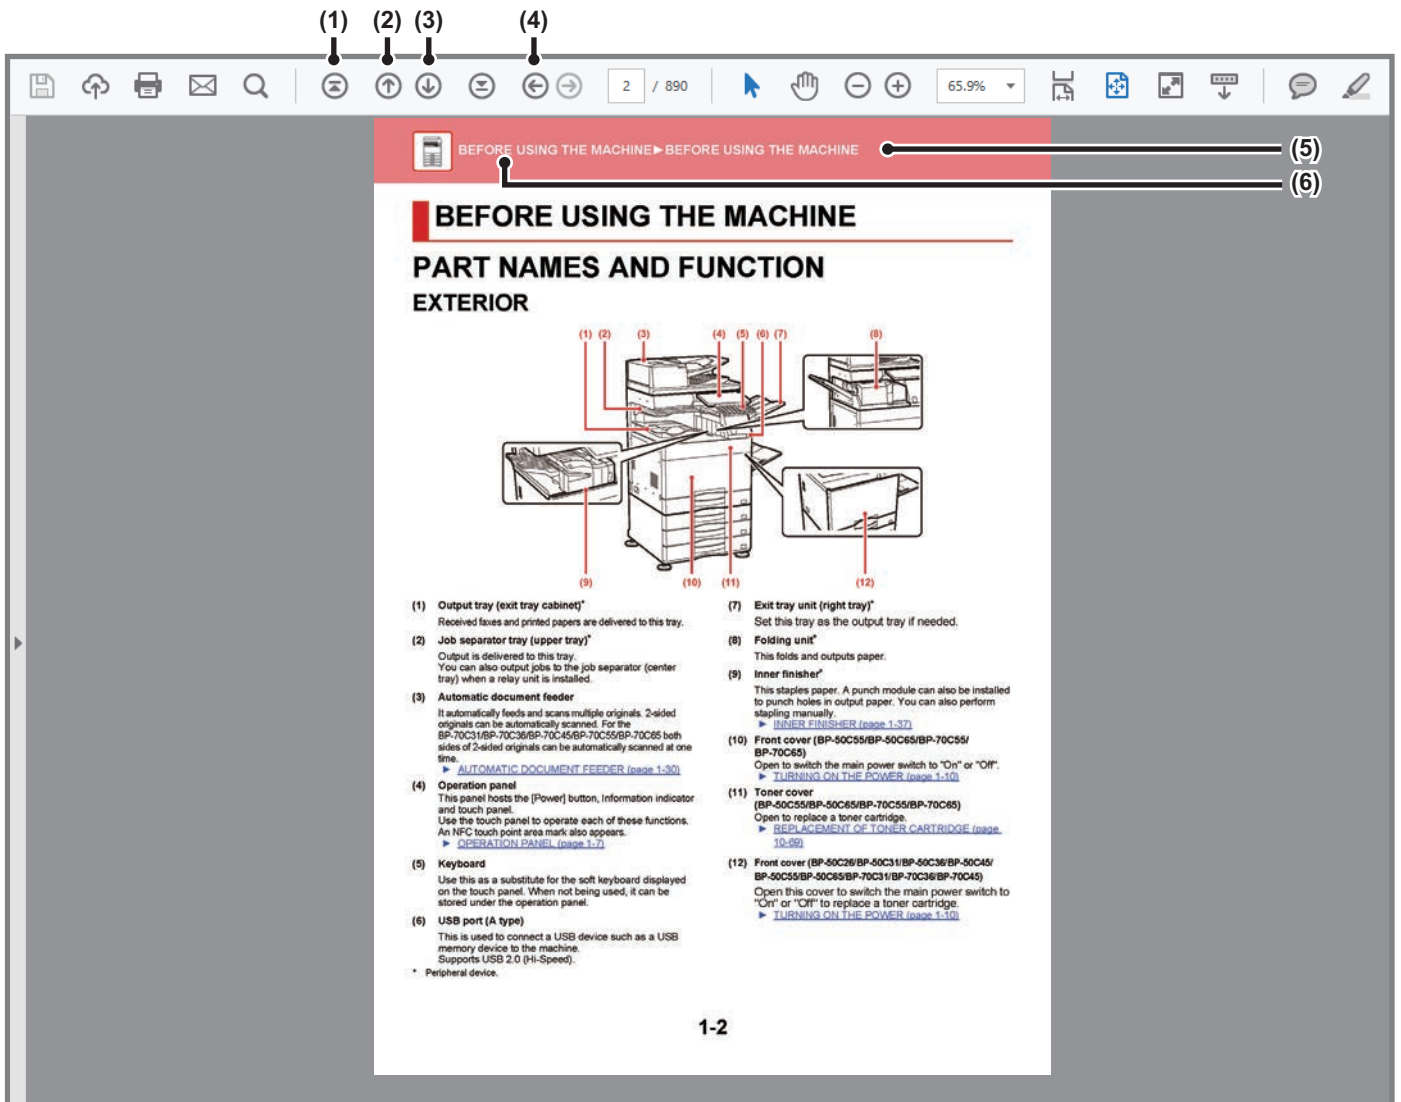 (1) (2) (3) (4)
2 / 890 65.9%
BEFORE USING THE MACHINE►BEFORE USING THE MACHINE
(5)
(6)
BEFORE USING THE MACHINE
PART NAMES AND FUNCTION
EXTERIOR
(1) (2) (3) (4) (5) (6) (7) (8)
(9) (10) (11) (12)
(1) Output tray (exit tray cabinet)*
Received faxes and printed papers are delivered to this tray.
(2) Job separator tray (upper tray)*
Output is delivered to this tray.
You can also output jobs to the job separator (center
tray) when a relay unit is installed.
(3) Automatic document feeder
It automatically feeds and scans multiple originals. 2-sided
originals can be automatically scanned. For the
BP-70C31/BP-70C36/BP-70C45/BP-70C55/BP-70C65 both
sides of 2-sided originals can be automatically scanned at one
time.
► AUTOMATIC DOCUMENT FEEDER (page 1-30)
(4) Operation panel
This panel hosts the [Power] button, Information indicator
and touch panel.
Use the touch panel to operate each of these functions.
An NFC touch point area mark also appears.
► OPERATION PANEL (page 1-7)
(5) Keyboard
Use this as a substitute for the soft keyboard displayed
on the touch panel. When not being used, it can be
stored under the operation panel.
(6) USB port (A type)
This is used to connect a USB device such as a USB
memory device to the machine.
Supports USB 2.0 (Hi-Speed).
* Peripheral device.
(7) Exit tray unit (right tray)*
Set this tray as the output tray if needed.
(8) Folding unit*
This folds and outputs paper.
(9) Inner finisher*
This staples paper. A punch module can also be installed
to punch holes in output paper. You can also perform
stapling manually.
► INNER FINISHER (page 1-37)
(10) Front cover (BP-50C55/BP-50C65/BP-70C55/
BP-70C65)
Open to switch the main power switch to "On" or "Off".
► TURNING ON THE POWER (page 1-10)
(11) Toner cover
(BP-50C55/BP-50C65/BP-70C55/BP-70C65)
Open to replace a toner cartridge.
► REPLACEMENT OF TONER CARTRIDGE (page
10-69)
(12) Front cover (BP-50C26/BP-50C31/BP-50C36/BP-50C45/
BP-50C55/BP-50C65/BP-70C31/BP-70C36/BP-70C45)
Open this cover to switch the main power switch to
"On" or "Off" to replace a toner cartridge.
► TURNING ON THE POWER (page 1-10)
1-2